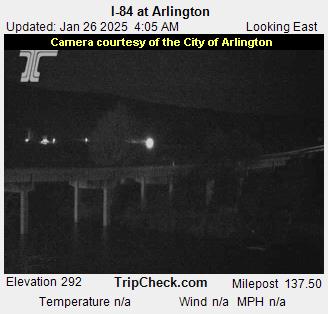 I-84 at Arlington
Updated: Jan 26 2025 4:05 AM Looking East
Camera courtesy of the City of Arlington
Elevation 292 TripCheck.com Milepost 137.50
Temperature n/a Wind n/a MPH n/a